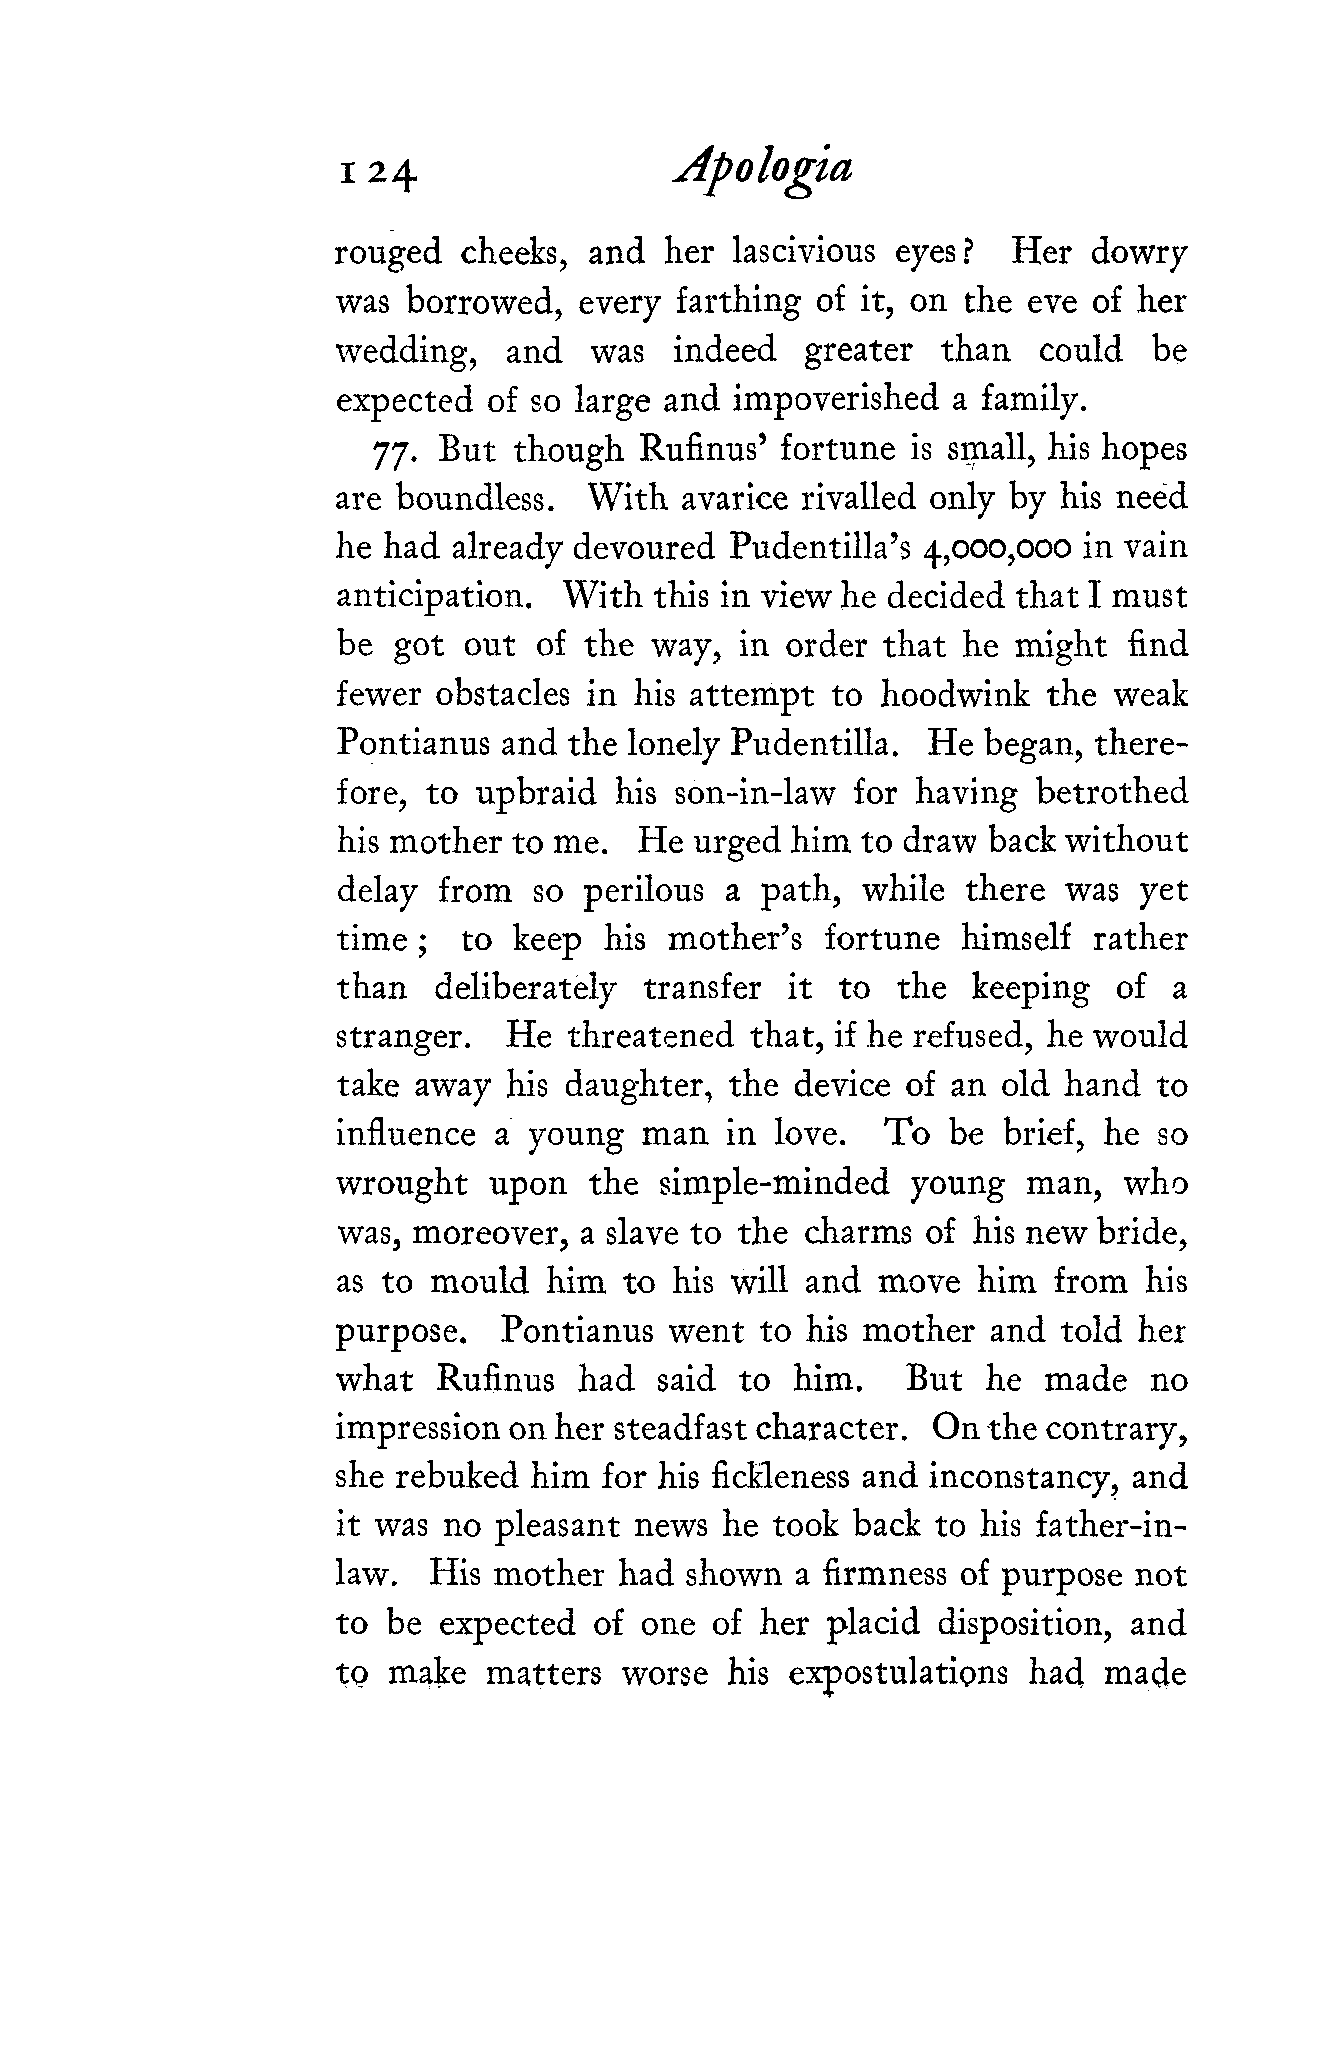 124 Apologia
rouged cheeks, and her lascivious eyes? Her dowry
was borrowed, every farthing of it, on the eve of her
wedding, and was indeed greater than could be
expected of so large and impoverished a family.
77. But though Rufinus' fortune is small, his hopes
are boundless. With avarice rivalled only by his need
he had already devoured Pudentilla's 4,000,000 in vain
anticipation. With this in view he decided that I must
be got out of the way, in order that he might find
fewer obstacles in his attempt to hoodwink the weak
Pontianus and the lonely Pudentilla. He began, there-
fore, to upbraid his son-in-law for having betrothed
his mother to me. He urged him to draw back without
delay from so perilous a path, while there was yet
time; to keep his mother's fortune himself rather
than deliberately transfer it to the keeping of a
stranger. He threatened that, if he refused, he would
take away his daughter, the device of an old hand to
influence a young man in love. To be brief, he so
wrought upon the simple-minded young man, who
was, moreover, a slave to the charms of his new bride,
as to mould him to his will and move him from his
purpose. Pontianus went to his mother and told her
what Rufinus had said to him. But he made no
impression on her steadfast character. On the contrary,
she rebuked him for his fickleness and inconstancy, and
it was no pleasant news he took back to his father-in-
law. His mother had shown a firmness of purpose not
to be expected of one of her placid disposition, and
to make matters worse his expostulations had made